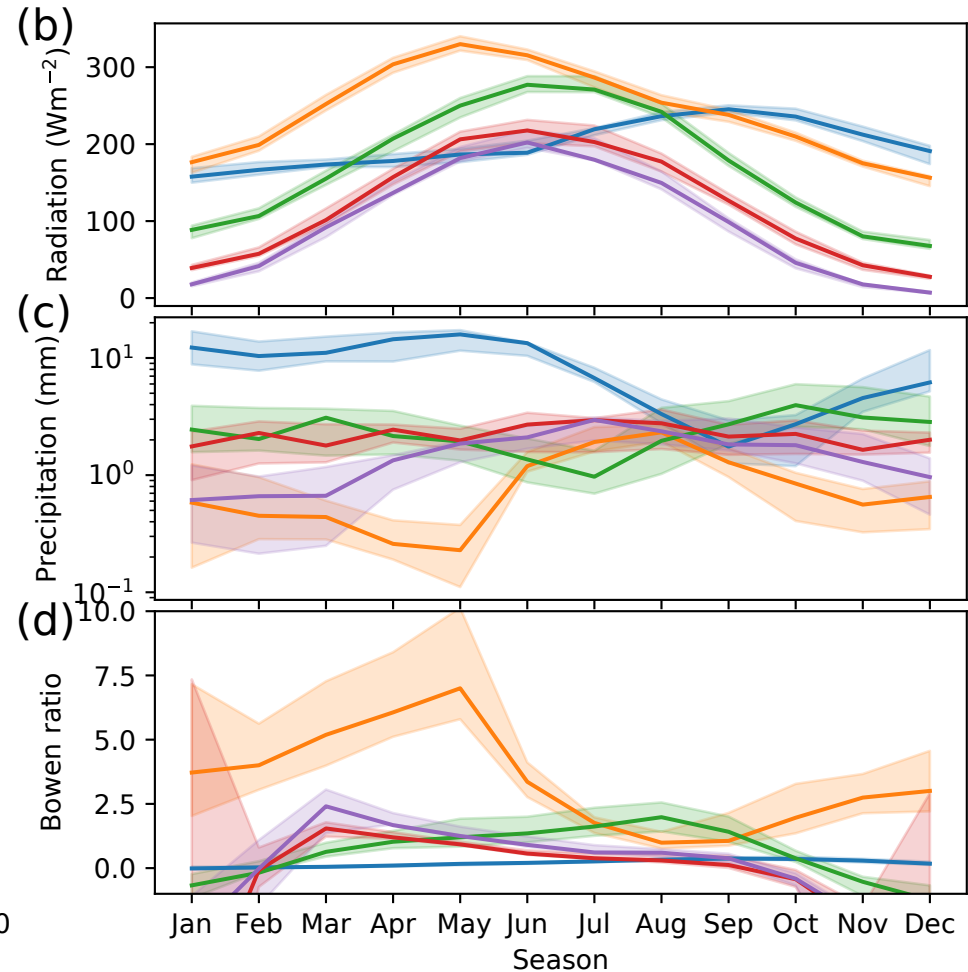 (b)
Radiation (Wm⁻²)
300
200
100
0
(c)
Precipitation (mm)
10¹
10⁰
10⁻¹
(d)
Bowen ratio
10.0
7.5
5.0
2.5
0.0
0
Jan Feb Mar Apr May Jun Jul Aug Sep Oct Nov Dec
Season